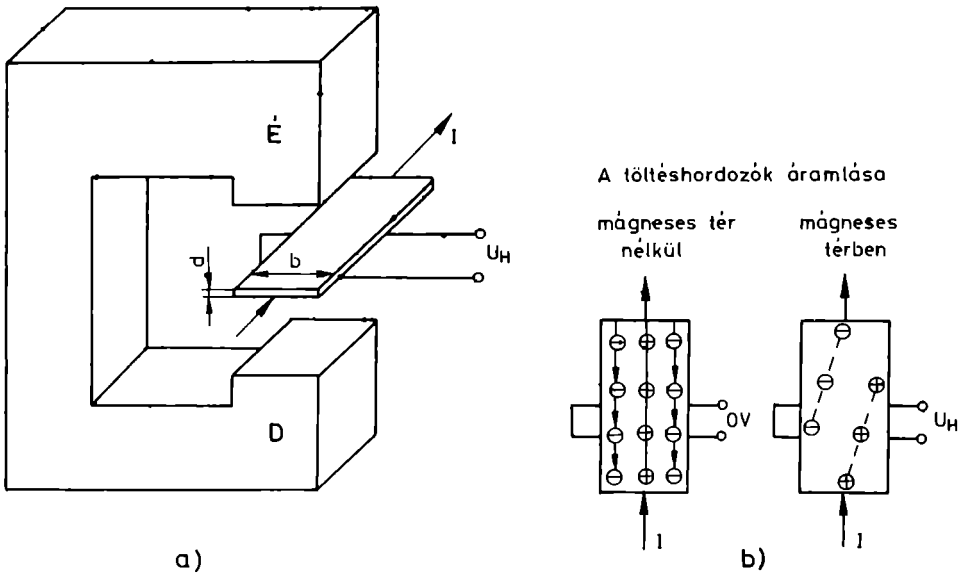 É
I
d
b
U_H
D
a)
A töltéshordozók áramlása
mágneses tér
nélkül
mágneses
térben
0V
U_H
I
I
b)